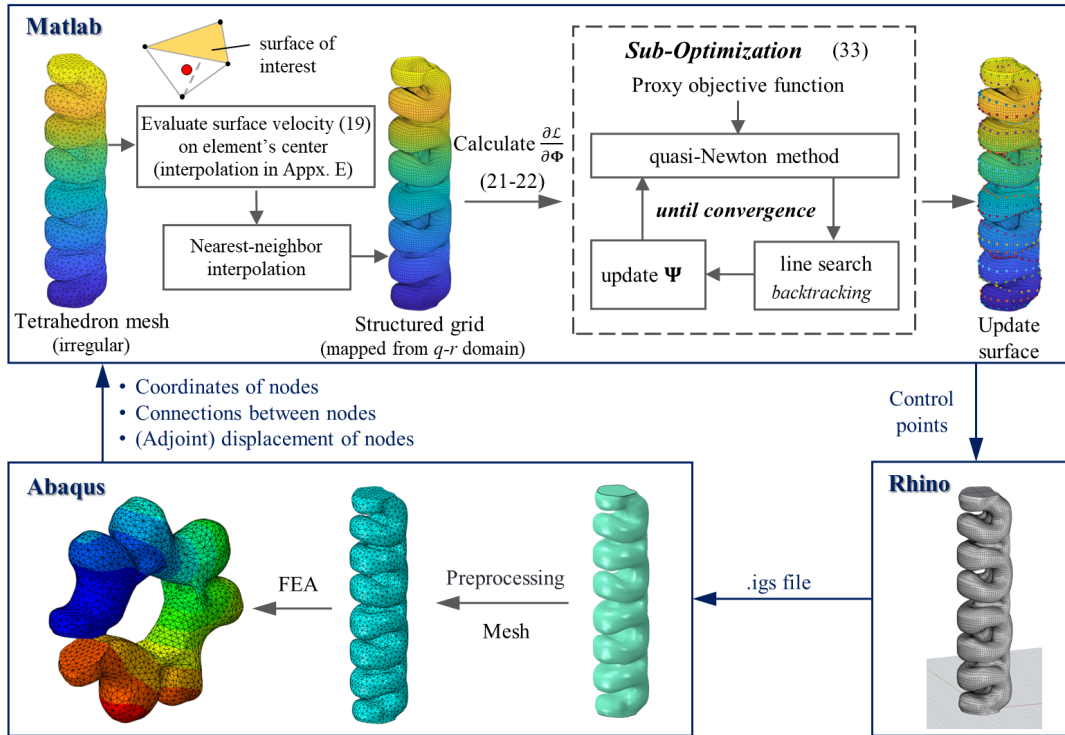 Matlab
surface of
interest
Evaluate surface velocity (19)
on element's center
(interpolation in Appx. E)
Nearest-neighbor
interpolation
Tetrahedron mesh
(irregular)
Structured grid
(mapped from q-r domain)
Calculate ∂ℒ/∂Φ
(21-22)
Sub-Optimization (33)
Proxy objective function
quasi-Newton method
until convergence
update Ψ
line search
backtracking
Update
surface
• Coordinates of nodes
• Connections between nodes
• (Adjoint) displacement of nodes
Control
points
Abaqus
FEA
Preprocessing
Mesh
.igs file
Rhino